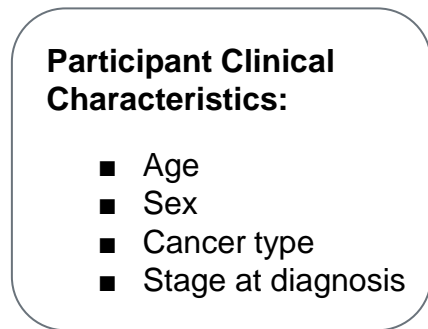 Participant Clinical
Characteristics:
■ Age
■ Sex
■ Cancer type
■ Stage at diagnosis